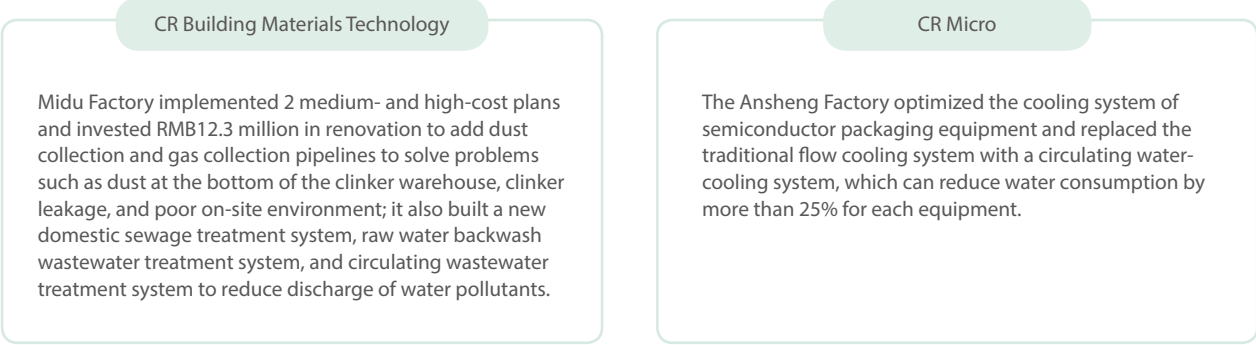 CR Building Materials Technology
Midu Factory implemented 2 medium- and high-cost plans
and invested RMB12.3 million in renovation to add dust
collection and gas collection pipelines to solve problems
such as dust at the bottom of the clinker warehouse, clinker
leakage, and poor on-site environment; it also built a new
domestic sewage treatment system, raw water backwash
wastewater treatment system, and circulating wastewater
treatment system to reduce discharge of water pollutants.
CR Micro
The Ansheng Factory optimized the cooling system of
semiconductor packaging equipment and replaced the
traditional flow cooling system with a circulating water-
cooling system, which can reduce water consumption by
more than 25% for each equipment.